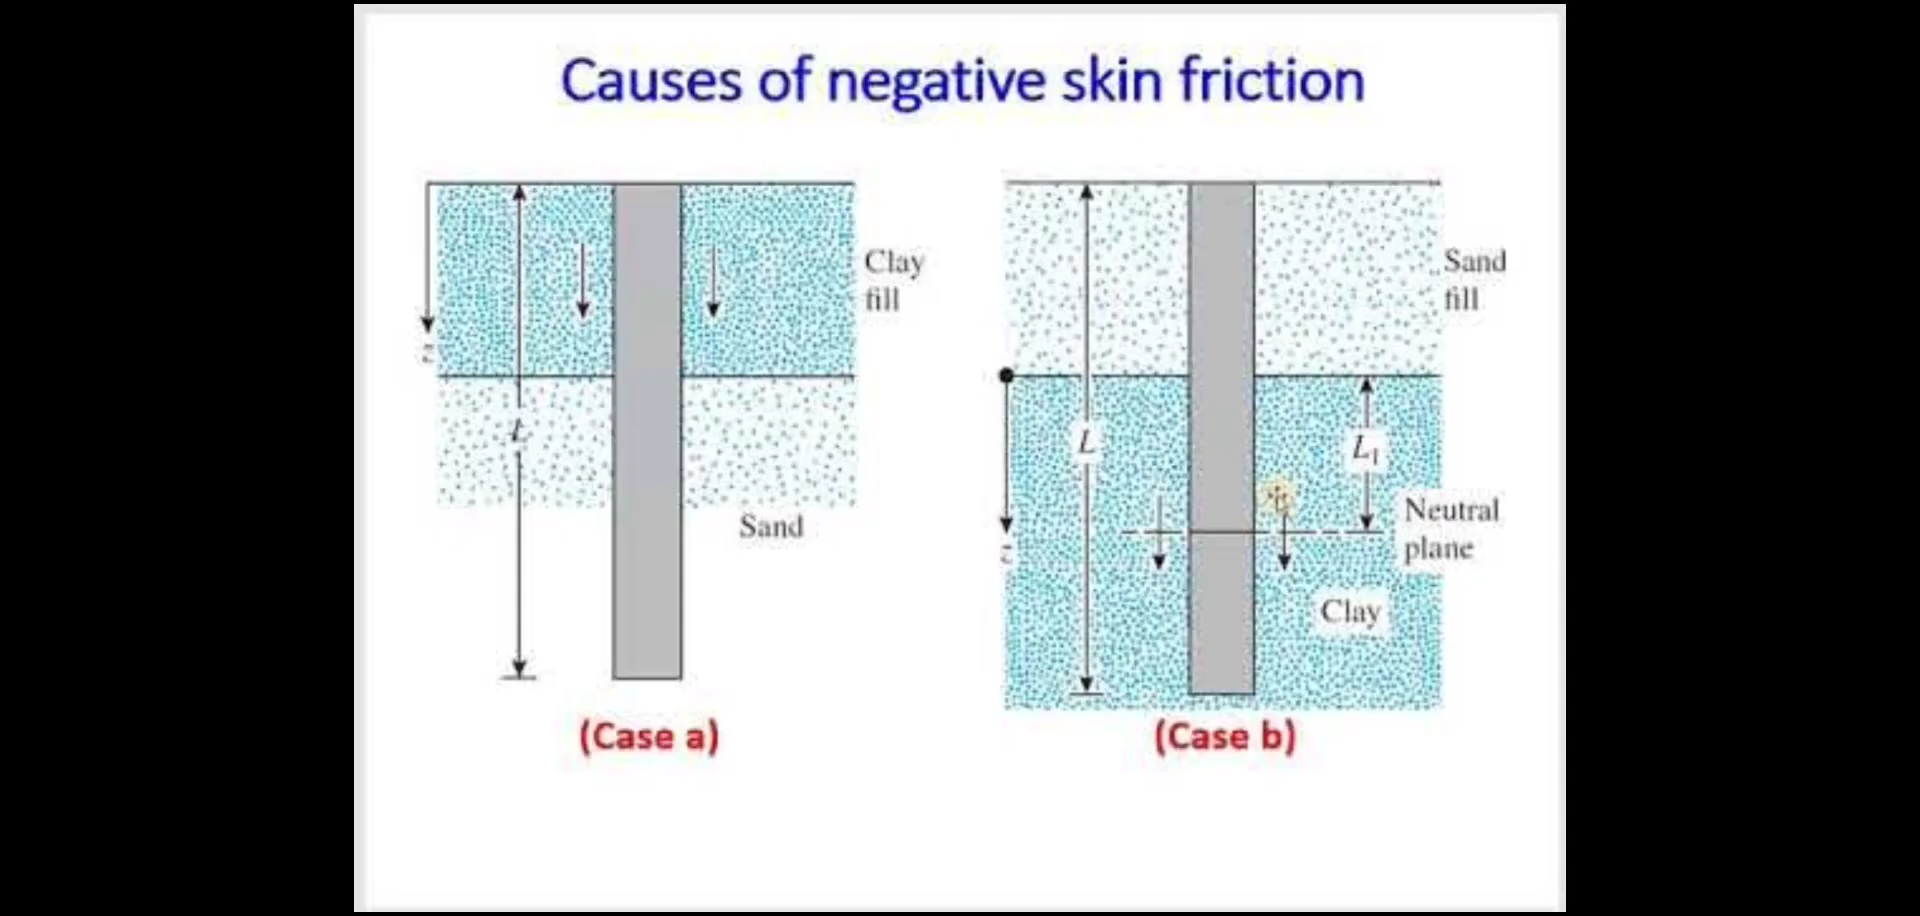 Causes of negative skin friction
Clay
fill
z
L
Sand
(Case a)
Sand
fill
L
L1
z
Neutral
plane
Clay
(Case b)